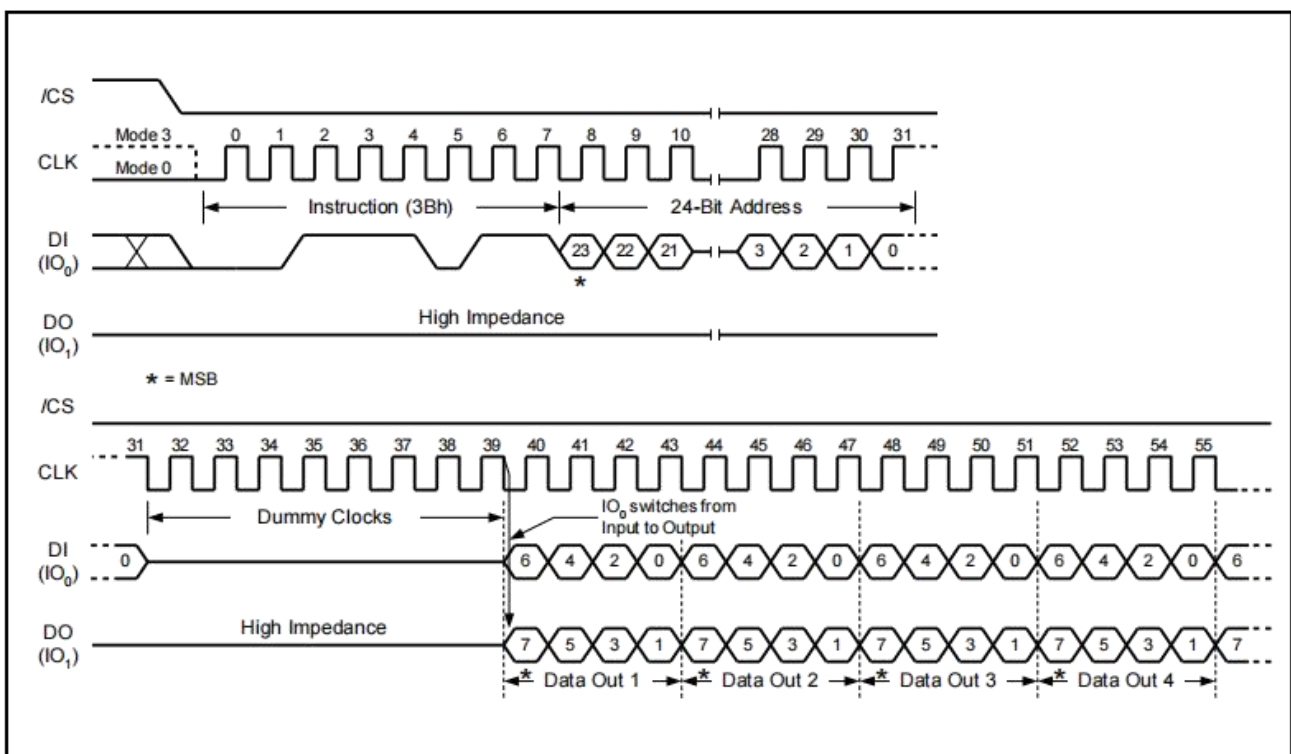 /CS
Mode 3 0 1 2 3 4 5 6 7 8 9 10 28 29 30 31
CLK
Mode 0
Instruction (3Bh) 24-Bit Address
DI
(IO0) 23 22 21 3 2 1 0
*
High Impedance
DO
(IO1)
* = MSB
/CS
31 32 33 34 35 36 37 38 39 40 41 42 43 44 45 46 47 48 49 50 51 52 53 54 55
CLK
Dummy Clocks
IO0 switches from
Input to Output
DI
(IO0) 0 6 4 2 0 6 4 2 0 6 4 2 0 6 4 2 0 6
High Impedance
DO
(IO1) 7 5 3 1 7 5 3 1 7 5 3 1 7 5 3 1 7
* Data Out 1 * Data Out 2 * Data Out 3 * Data Out 4